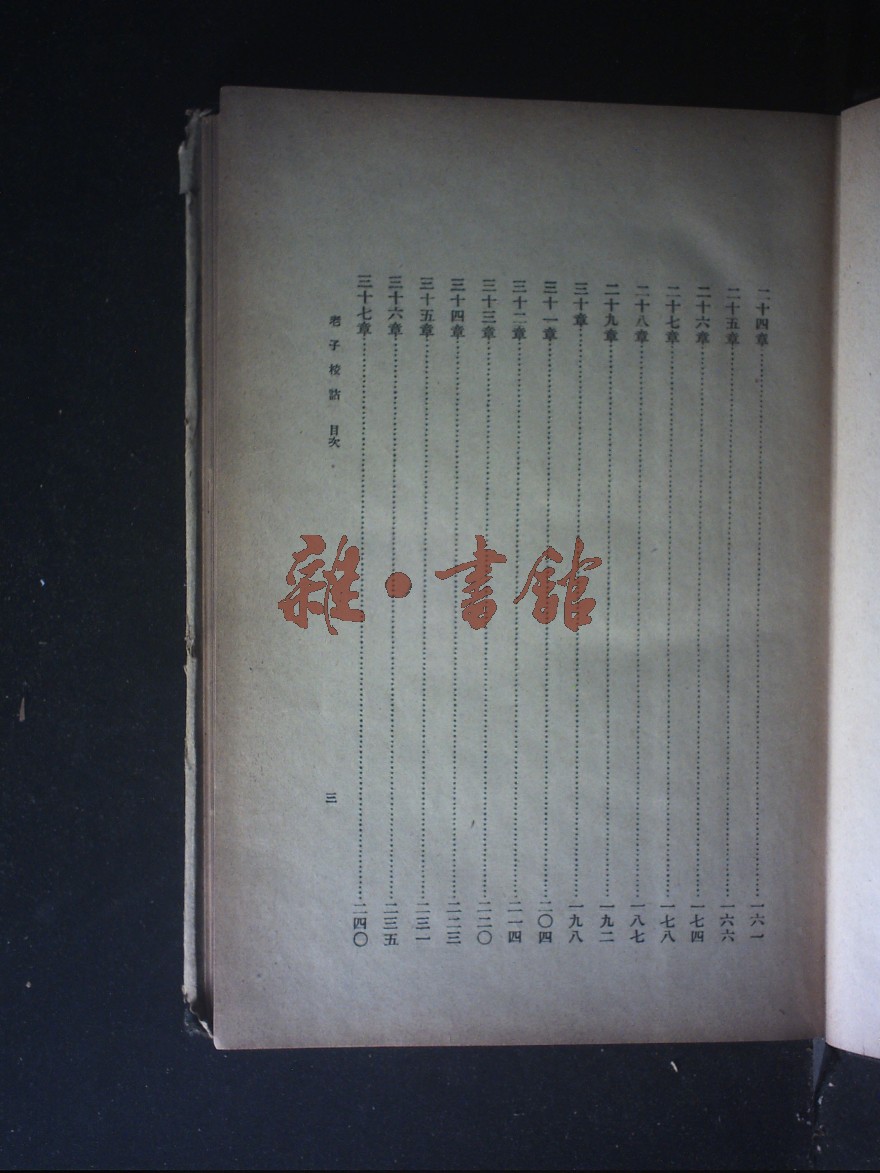 二十四章……一六一
二十五章……一六六
二十六章……一七四
二十七章……一七八
二十八章……一八七
二十九章……一九二
三十章……一九八
三十一章……二〇四
三十二章……二一四
三十三章……二二〇
三十四章……二二三
三十五章……二三一
三十六章……二三五
三十七章……二四〇
老子校詁 目次
三
雜·書館